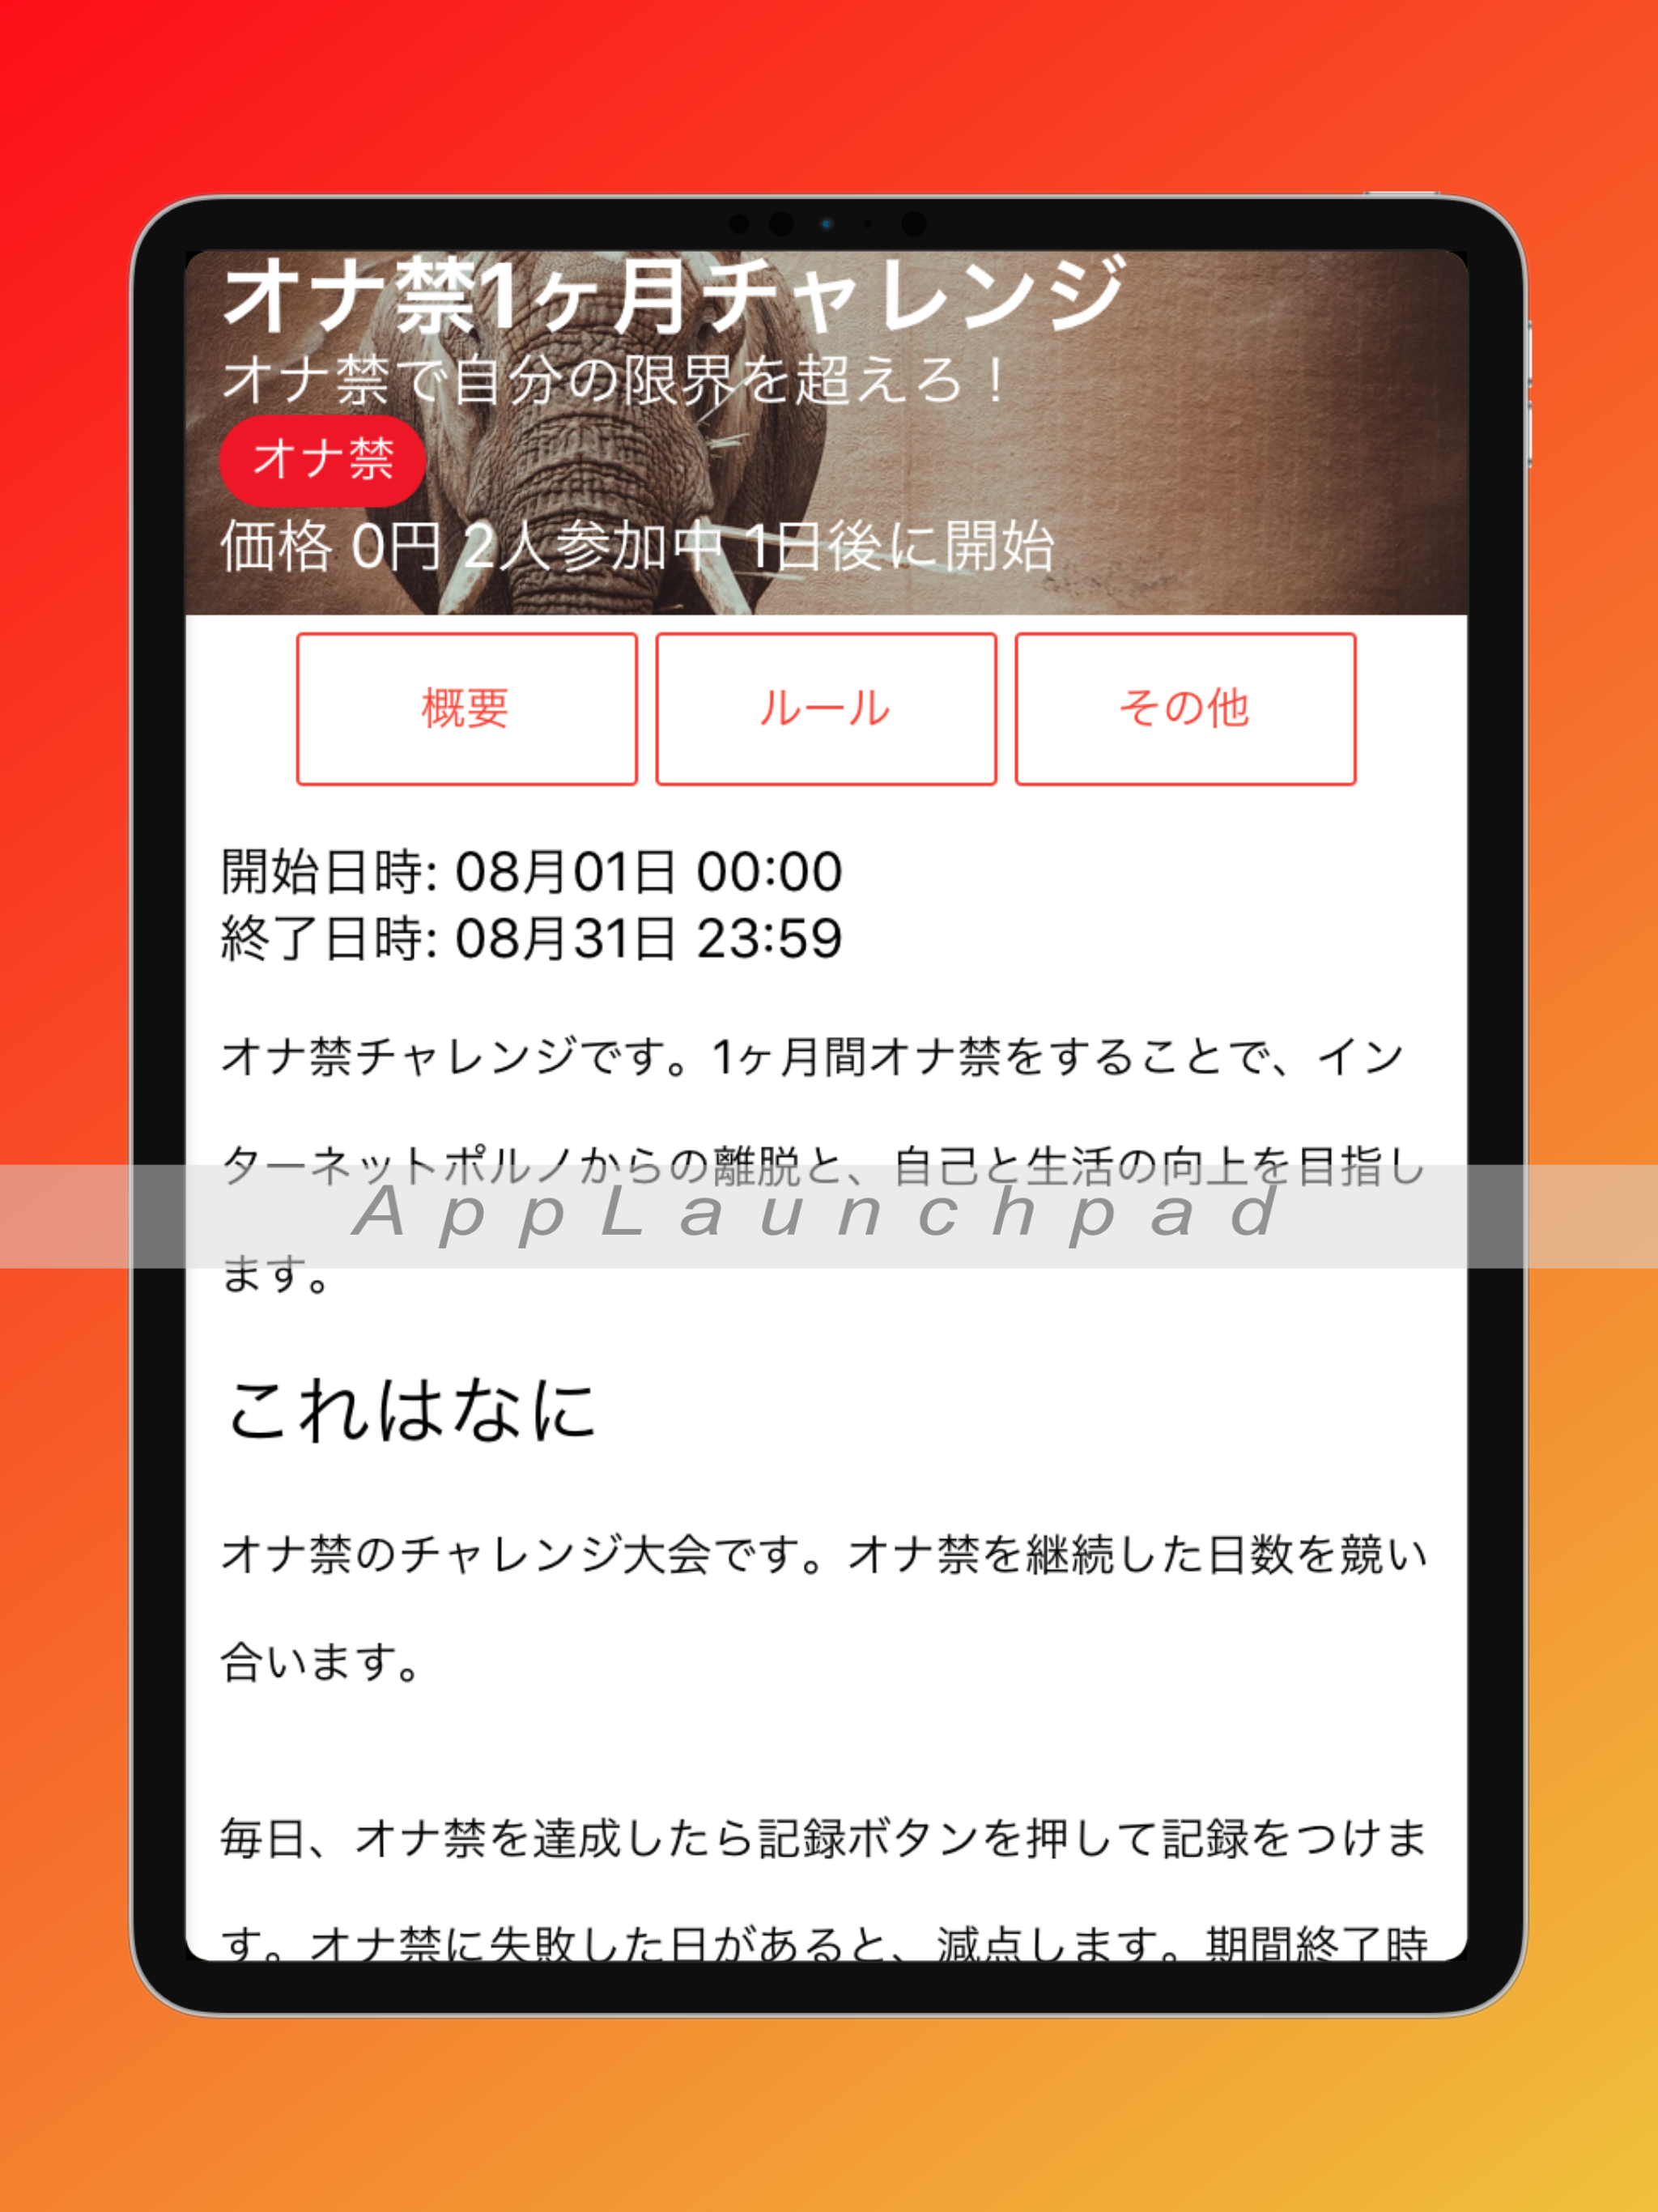 オナ禁1ヶ月チャレンジ
オナ禁で自分の限界を超えろ！
オナ禁
価格 0円 2人参加中 1日後に開始
概要
ルール
その他
開始日時: 08月01日 00:00
終了日時: 08月31日 23:59
オナ禁チャレンジです。1ヶ月間オナ禁をすることで、イン
ターネットポルノからの離脱と、自己と生活の向上を目指し
AppLaunchpad
ます。
これはなに
オナ禁のチャレンジ大会です。オナ禁を継続した日数を競い
合います。
毎日、オナ禁を達成したら記録ボタンを押して記録をつけま
す。オナ禁に失敗した日があると、減点します。期間終了時